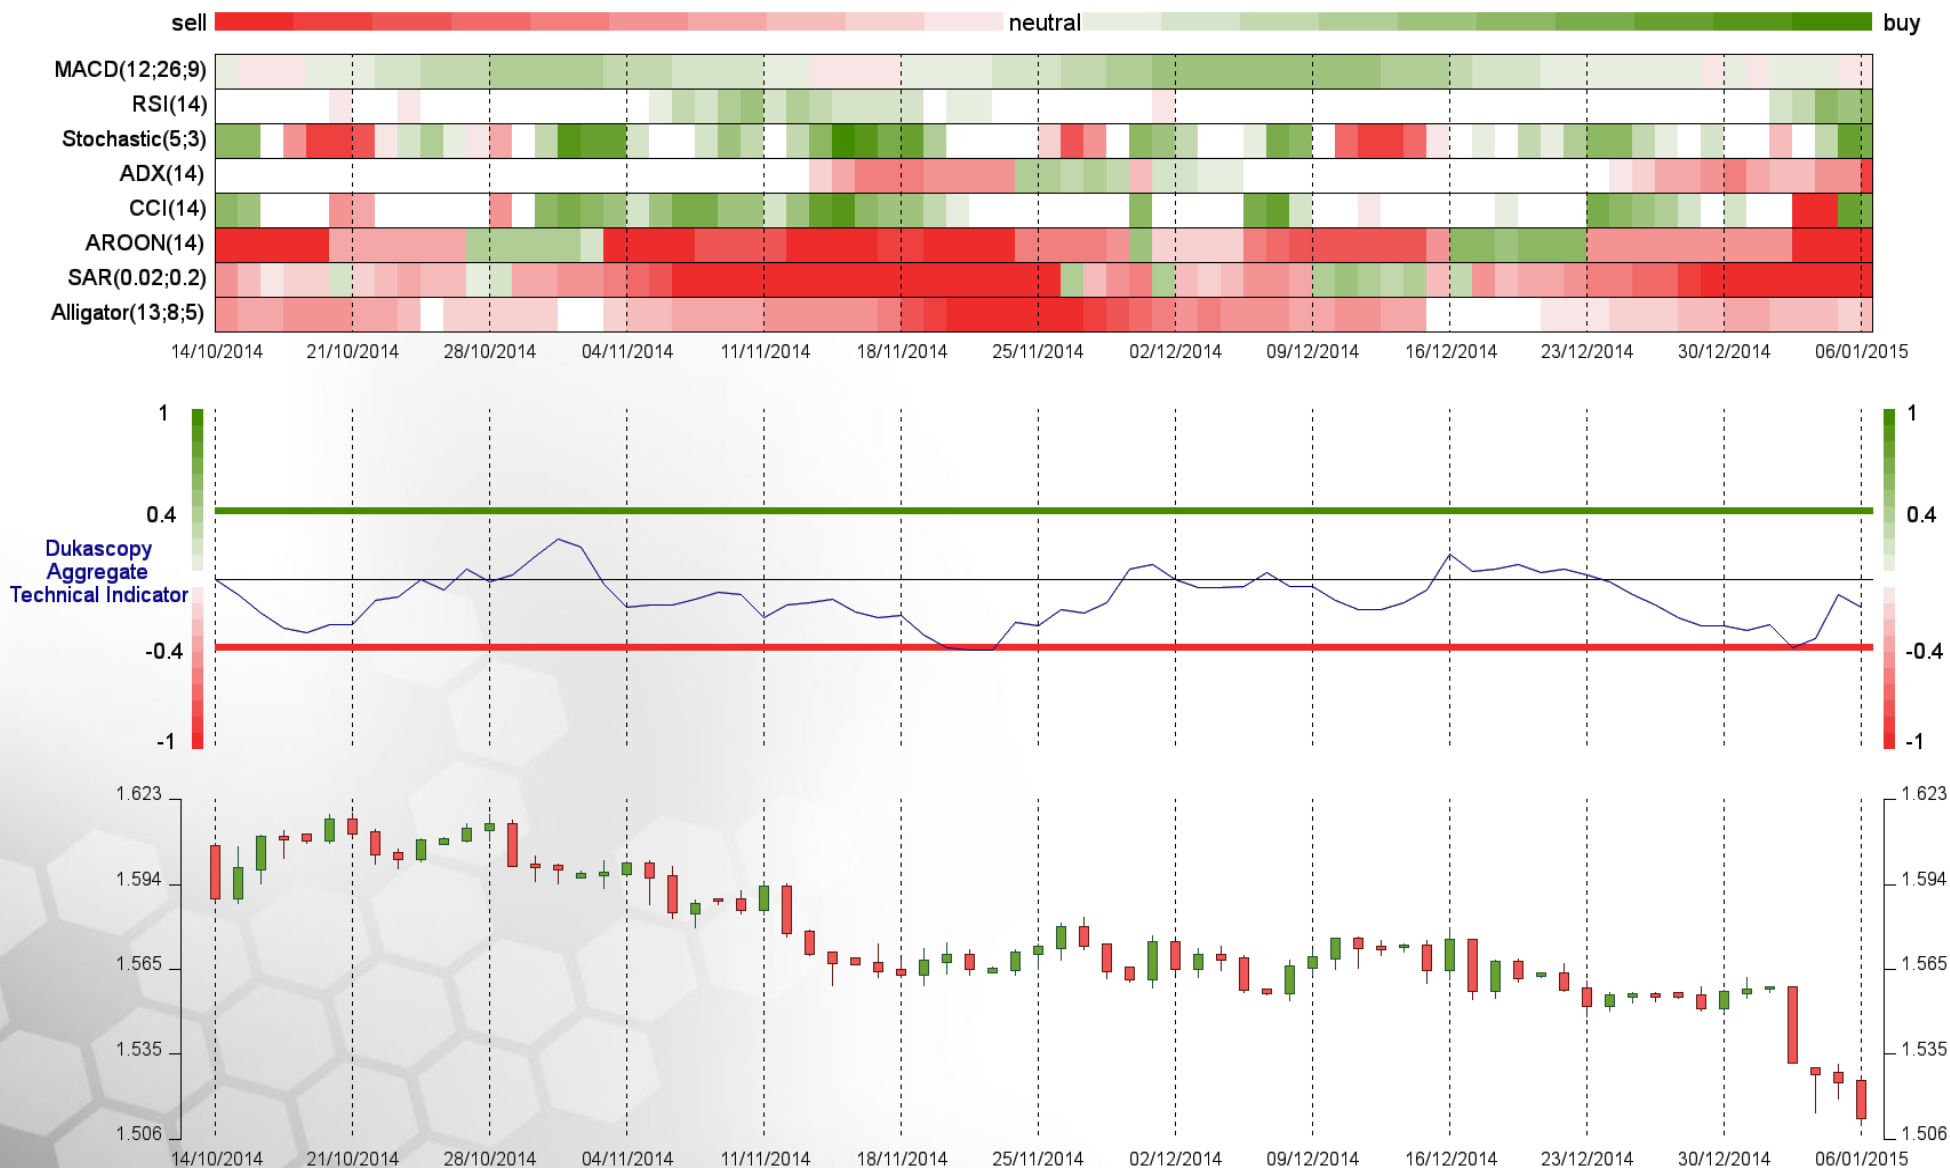 sell neutral buy
MACD(12;26;9)
RSI(14)
Stochastic(5;3)
ADX(14)
CCI(14)
AROON(14)
SAR(0.02;0.2)
Alligator(13;8;5)
14/10/2014 21/10/2014 28/10/2014 04/11/2014 11/11/2014 18/11/2014 25/11/2014 02/12/2014 09/12/2014 16/12/2014 23/12/2014 30/12/2014 06/01/2015
1 1
0.4 0.4
Dukascopy
Aggregate
Technical Indicator
-0.4 -0.4
-1 -1
1.623 1.623
1.594 1.594
1.565 1.565
1.535 1.535
1.506 1.506
14/10/2014 21/10/2014 28/10/2014 04/11/2014 11/11/2014 18/11/2014 25/11/2014 02/12/2014 09/12/2014 16/12/2014 23/12/2014 30/12/2014 06/01/2015